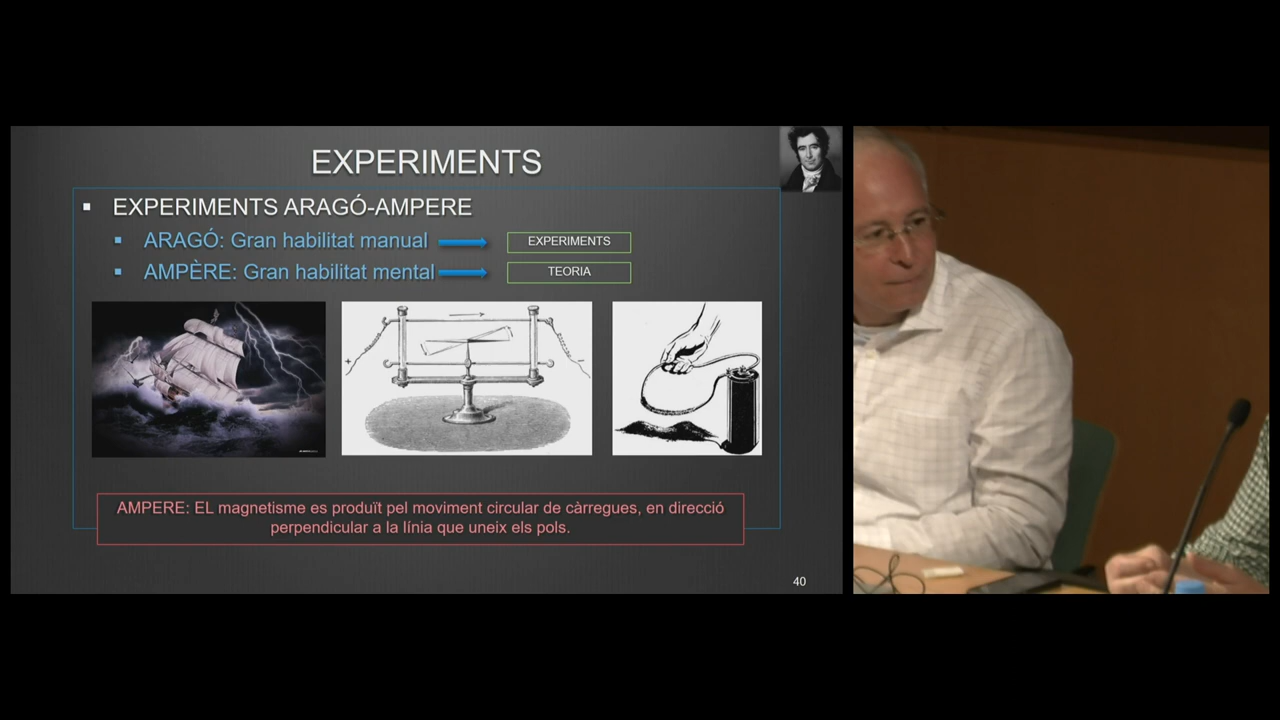 EXPERIMENTS
EXPERIMENTS ARAGÓ-AMPERE
ARAGÓ: Gran habilitat manual
EXPERIMENTS
AMPÈRE: Gran habilitat mental
TEORIA
+
-
AMPERE: EL magnetisme es produït pel moviment circular de càrregues, en direcció
perpendicular a la línia que uneix els pols.
40